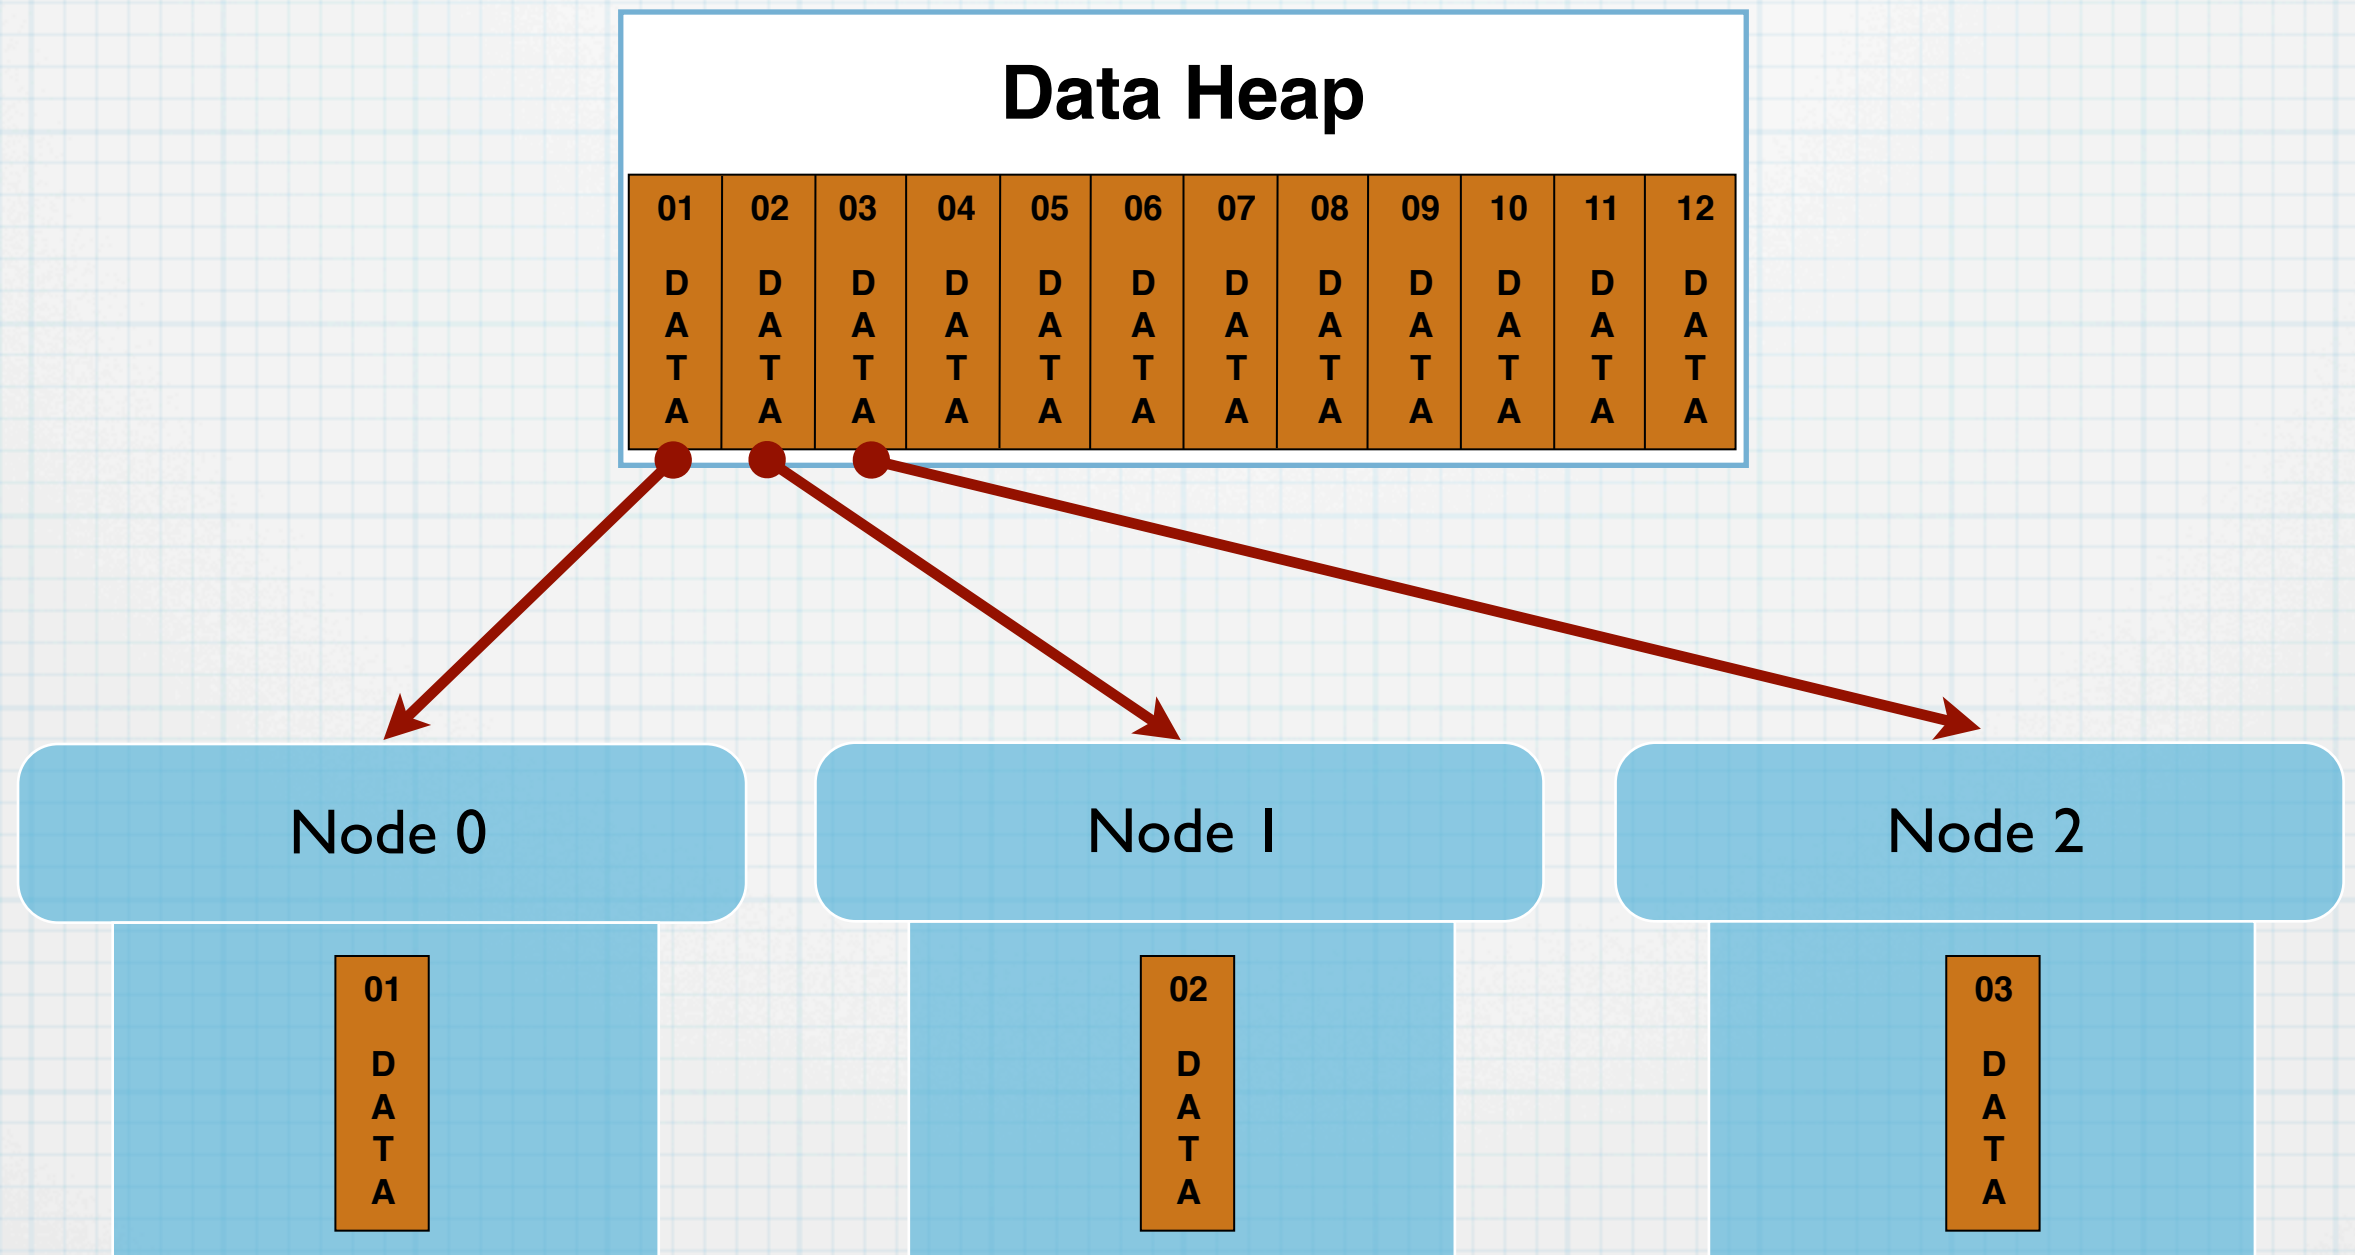 Data Heap
01 02 03 04 05 06 07 08 09 10 11 12
D D D D D D D D D D D D
A A A A A A A A A A A A
T T T T T T T T T T T T
A A A A A A A A A A A A
Node 0 Node 1 Node 2
01 02 03
D D D
A A A
T T T
A A A